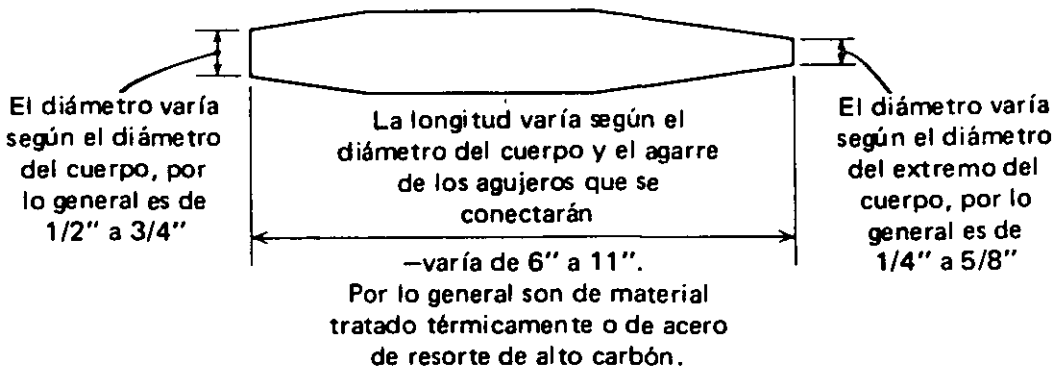 El diámetro varía
según el diámetro
del cuerpo, por
lo general es de
1/2" a 3/4"
La longitud varía según el
diámetro del cuerpo y el agarre
de los agujeros que se
conectarán
—varía de 6" a 11".
Por lo general son de material
tratado térmicamente o de acero
de resorte de alto carbón.
El diámetro varía
según el diámetro
del extremo del
cuerpo, por lo
general es de
1/4" a 5/8"